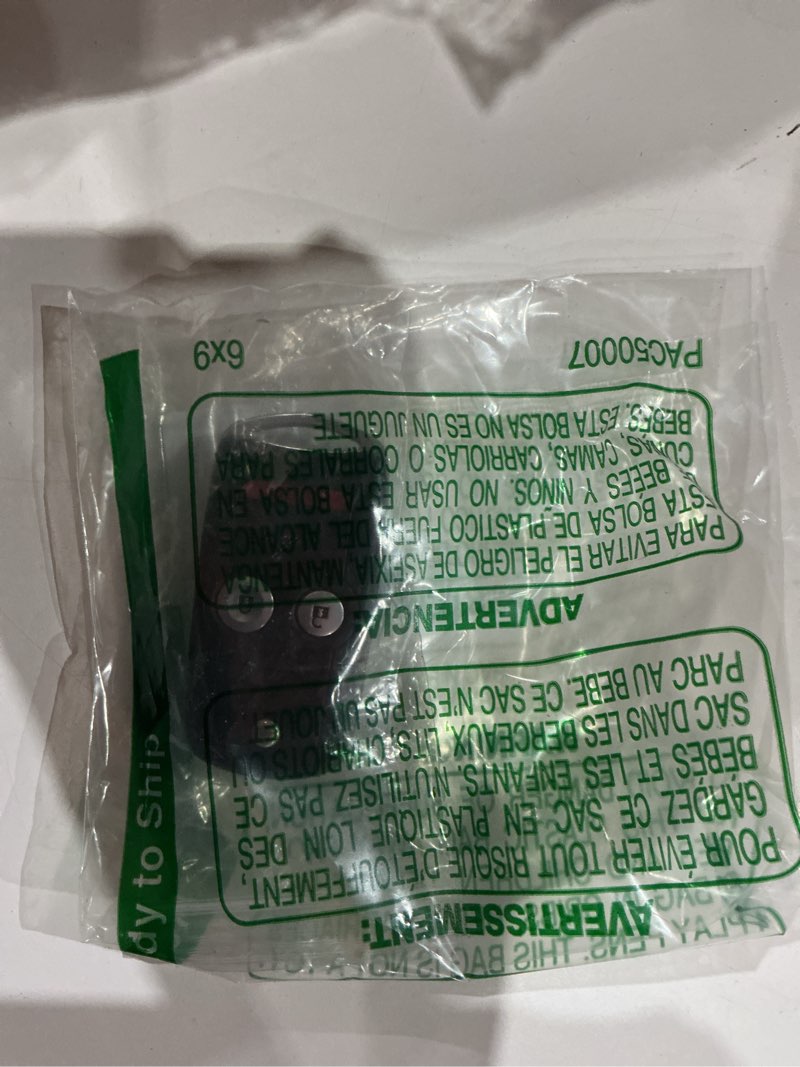 PLAY PENS. THIS BAG IS NOT A TOY.
AVERTISSEMENT:
POUR ÉVITER TOUT RISQUE D'ÉTOUFFEMENT,
GARDEZ CE SAC EN PLASTIQUE LOIN DES
BÉBÉS ET LES ENFANTS. N'UTILISEZ PAS CE
SAC DANS LES BERCEAUX, LITS, CHARIOTS OU
PARC AU BEBE. CE SAC N'EST PAS UN JOUET
ADVERTENCIA:
PARA EVITAR EL PELIGRO DE ASFIXIA, MANTENGA
ESTA BOLSA DE PLASTICO FUERA DEL ALCANCE
BEBES Y NINOS. NO USAR ESTA BOLSA EN
CUNAS, CAMAS, CARRIOLAS O CORRALES PARA
BEBES. ESTA BOLSA NO ES UN JUGUETE
PAC50007 6x9
dy to Ship